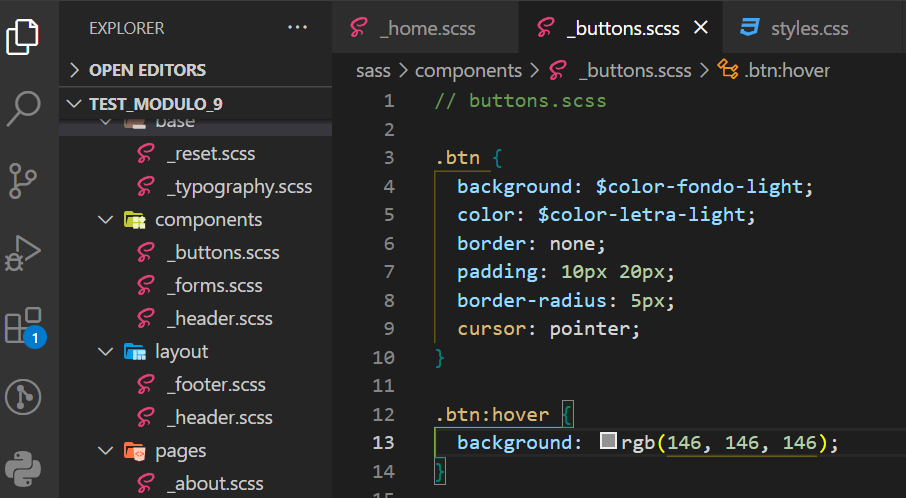 EXPLORER
OPEN EDITORS
TEST_MODULO_9
base
_reset.scss
_typography.scss
components
_buttons.scss
_forms.scss
_header.scss
layout
_footer.scss
_header.scss
pages
_about.scss
1
_home.scss
_buttons.scss
styles.css
sass > components > _buttons.scss > .btn:hover
1 // buttons.scss
2
3 .btn {
4 background: $color-fondo-light;
5 color: $color-letra-light;
6 border: none;
7 padding: 10px 20px;
8 border-radius: 5px;
9 cursor: pointer;
10 }
11
12 .btn:hover {
13 background: rgb(146, 146, 146);
14 }